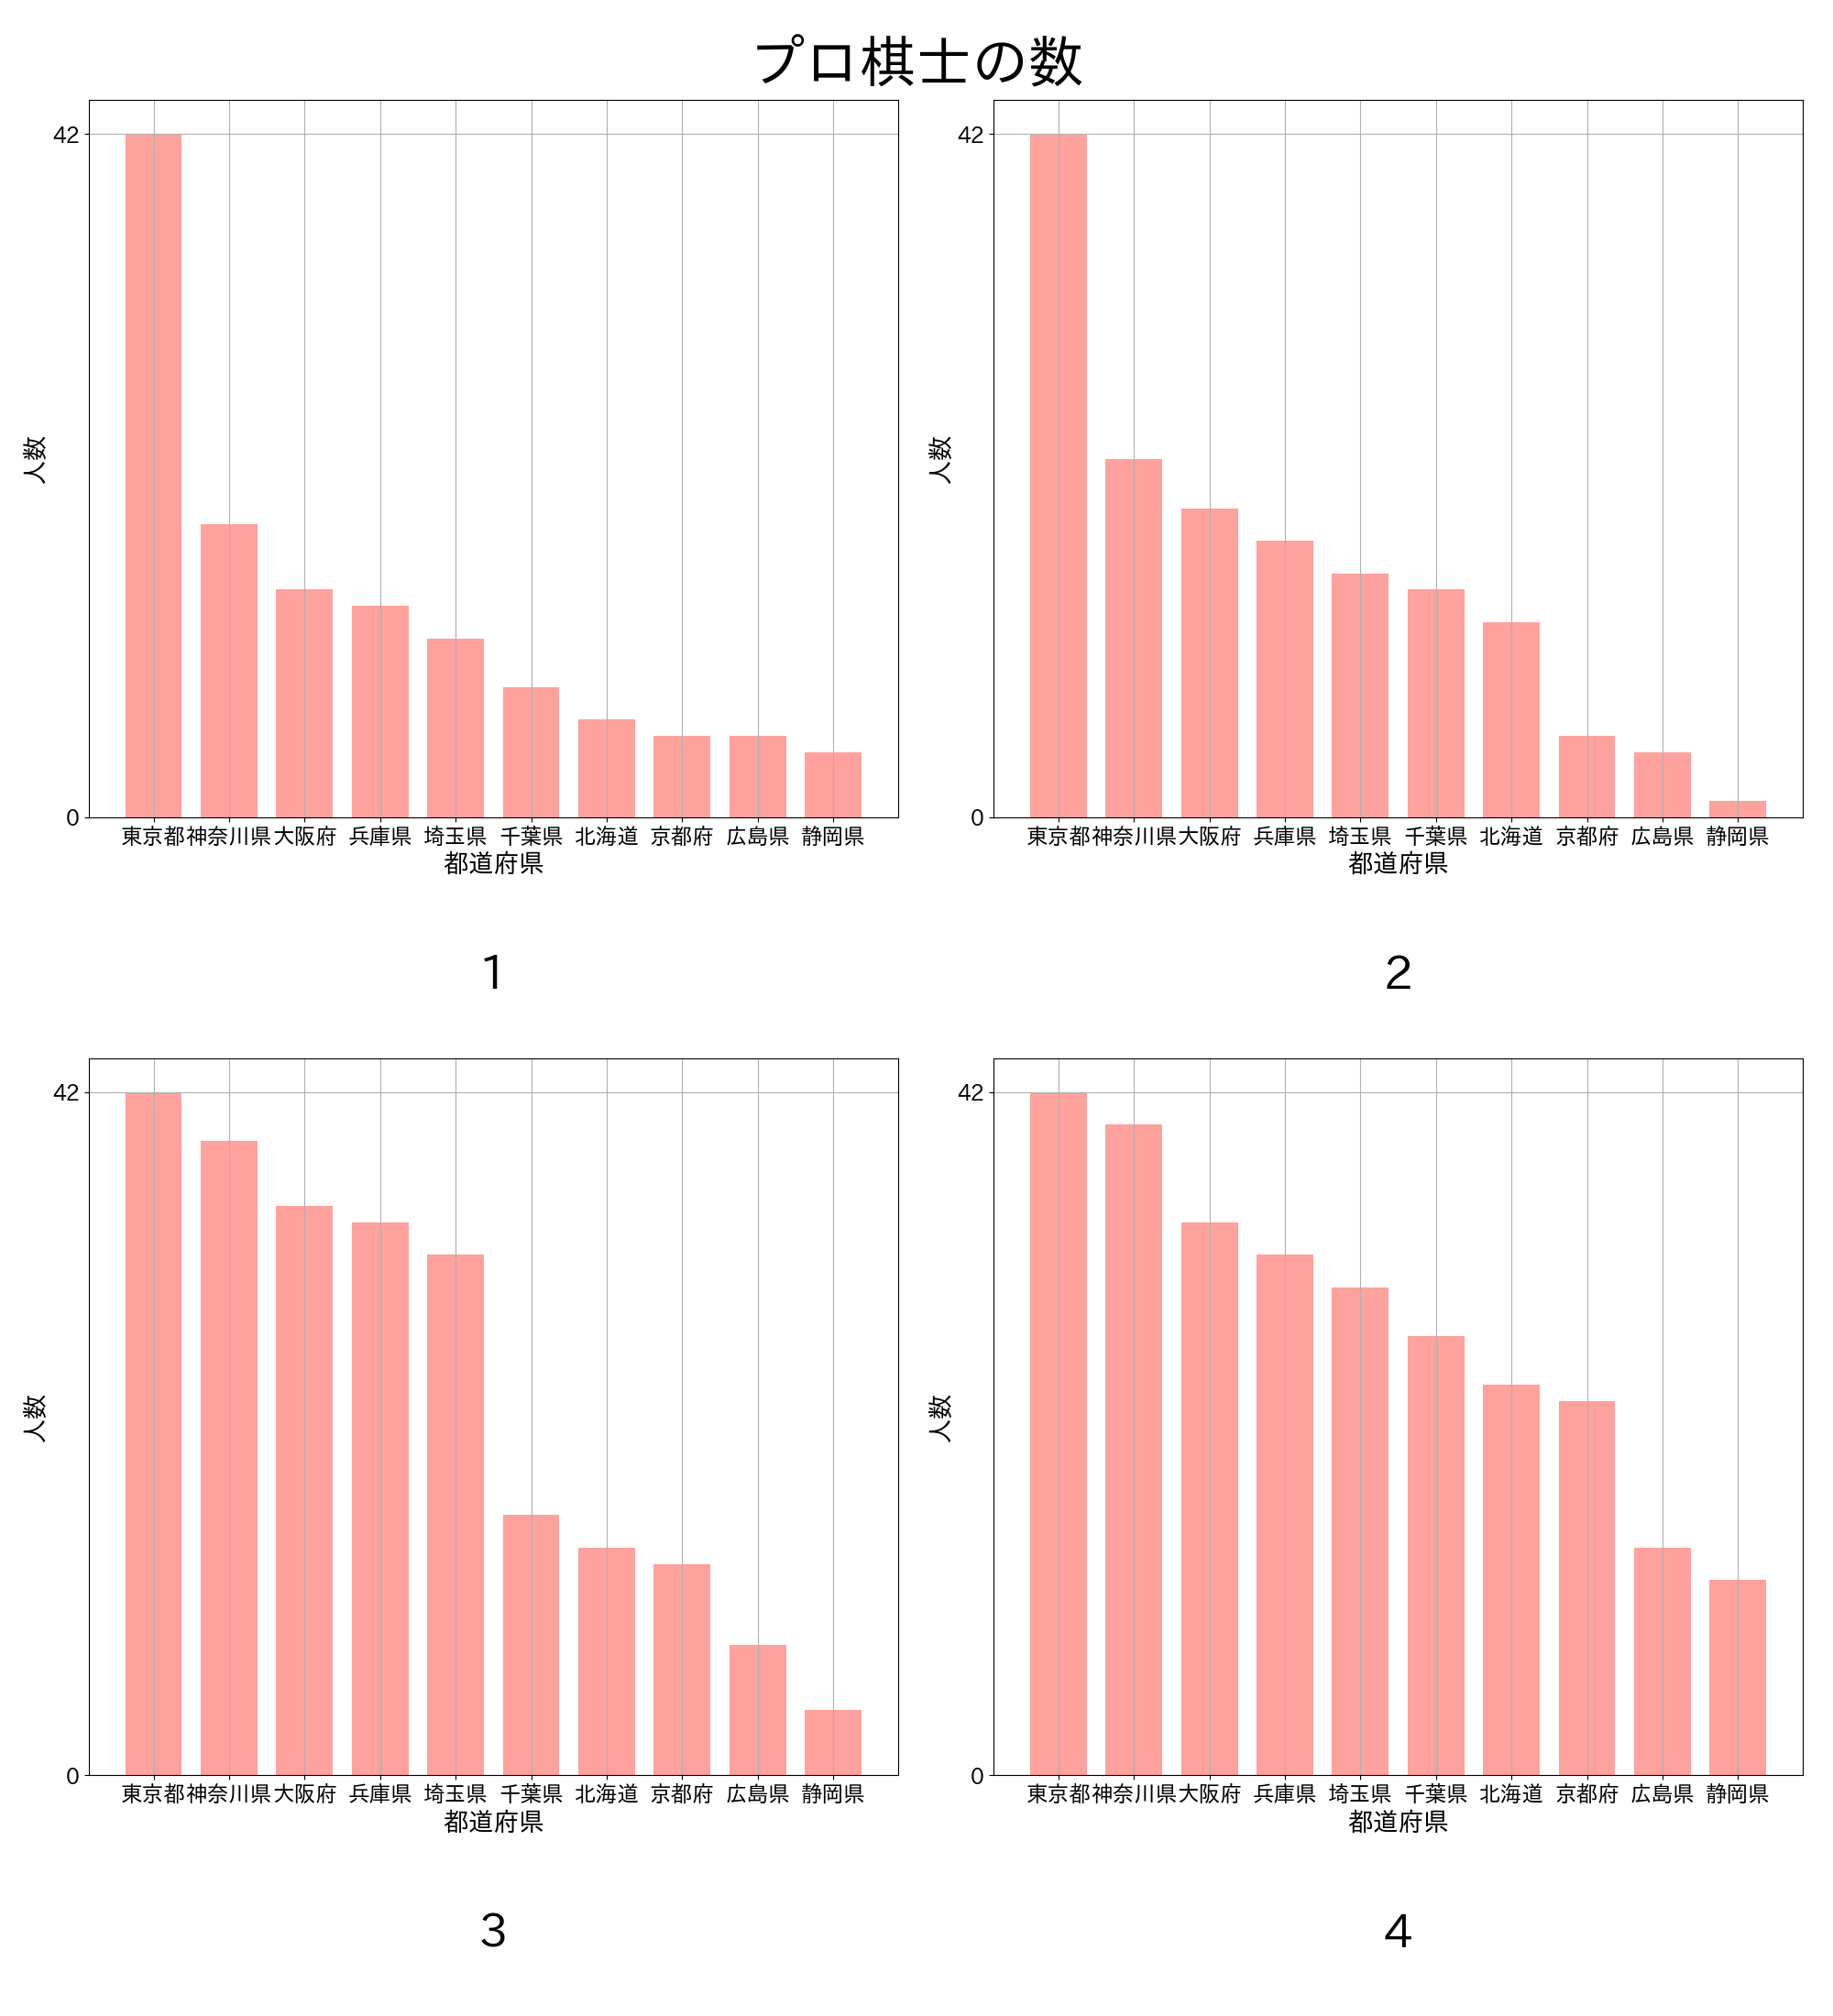 プロ棋士の数
42
0
人数
東京都 神奈川県 大阪府 兵庫県 埼玉県 千葉県 北海道 京都府 広島県 静岡県
都道府県
1
42
0
人数
東京都 神奈川県 大阪府 兵庫県 埼玉県 千葉県 北海道 京都府 広島県 静岡県
都道府県
2
42
0
人数
東京都 神奈川県 大阪府 兵庫県 埼玉県 千葉県 北海道 京都府 広島県 静岡県
都道府県
3
42
0
人数
東京都 神奈川県 大阪府 兵庫県 埼玉県 千葉県 北海道 京都府 広島県 静岡県
都道府県
4